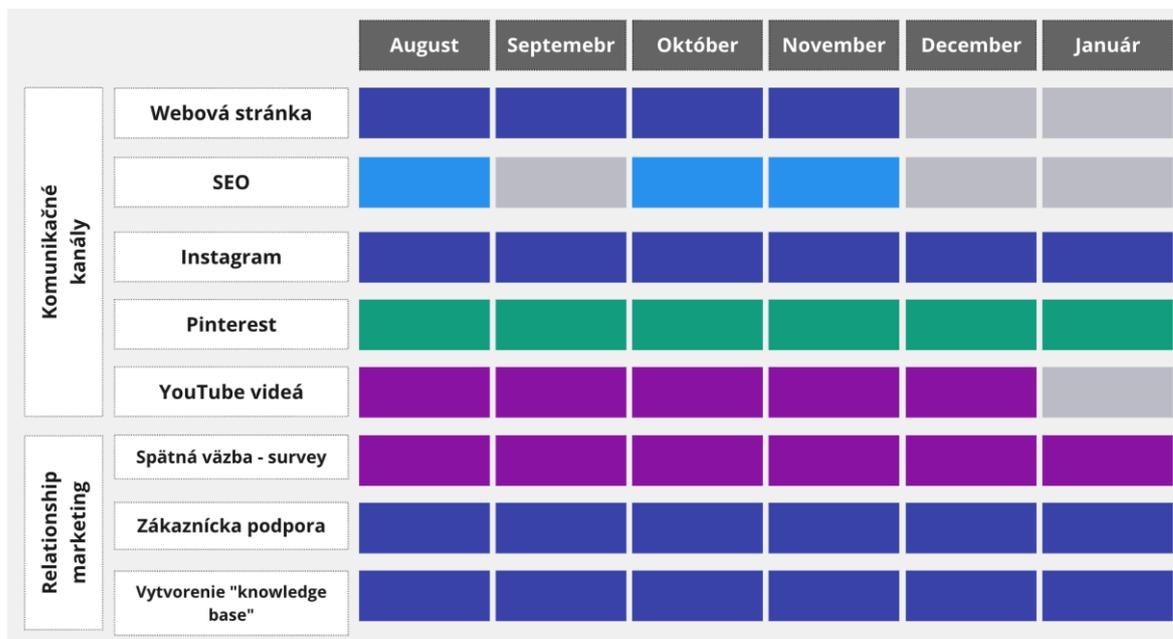 August Septemebr Október November December Január
Komunikačné
kanály
Webová stránka
SEO
Instagram
Pinterest
YouTube videá
Relationship
marketing
Spätná väzba - survey
Zákaznícka podpora
Vytvorenie "knowledge
base"